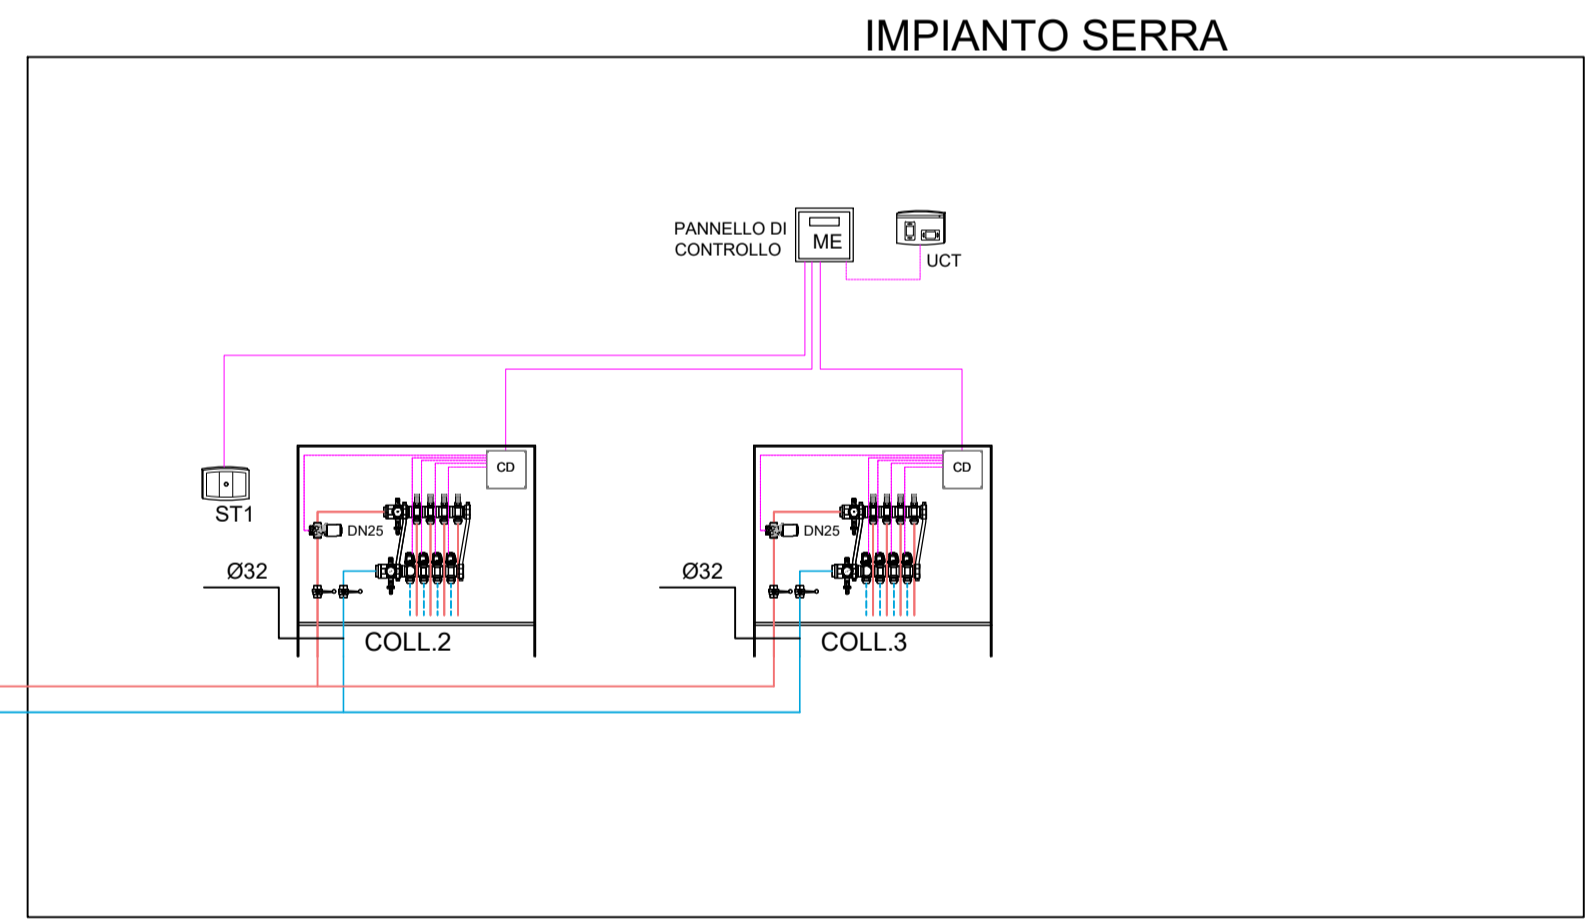 IMPIANTO SERRA
PANNELLO DI
CONTROLLO
ME
UCT
ST1
CD
DN25
Ø32
COLL.2
CD
DN25
Ø32
COLL.3